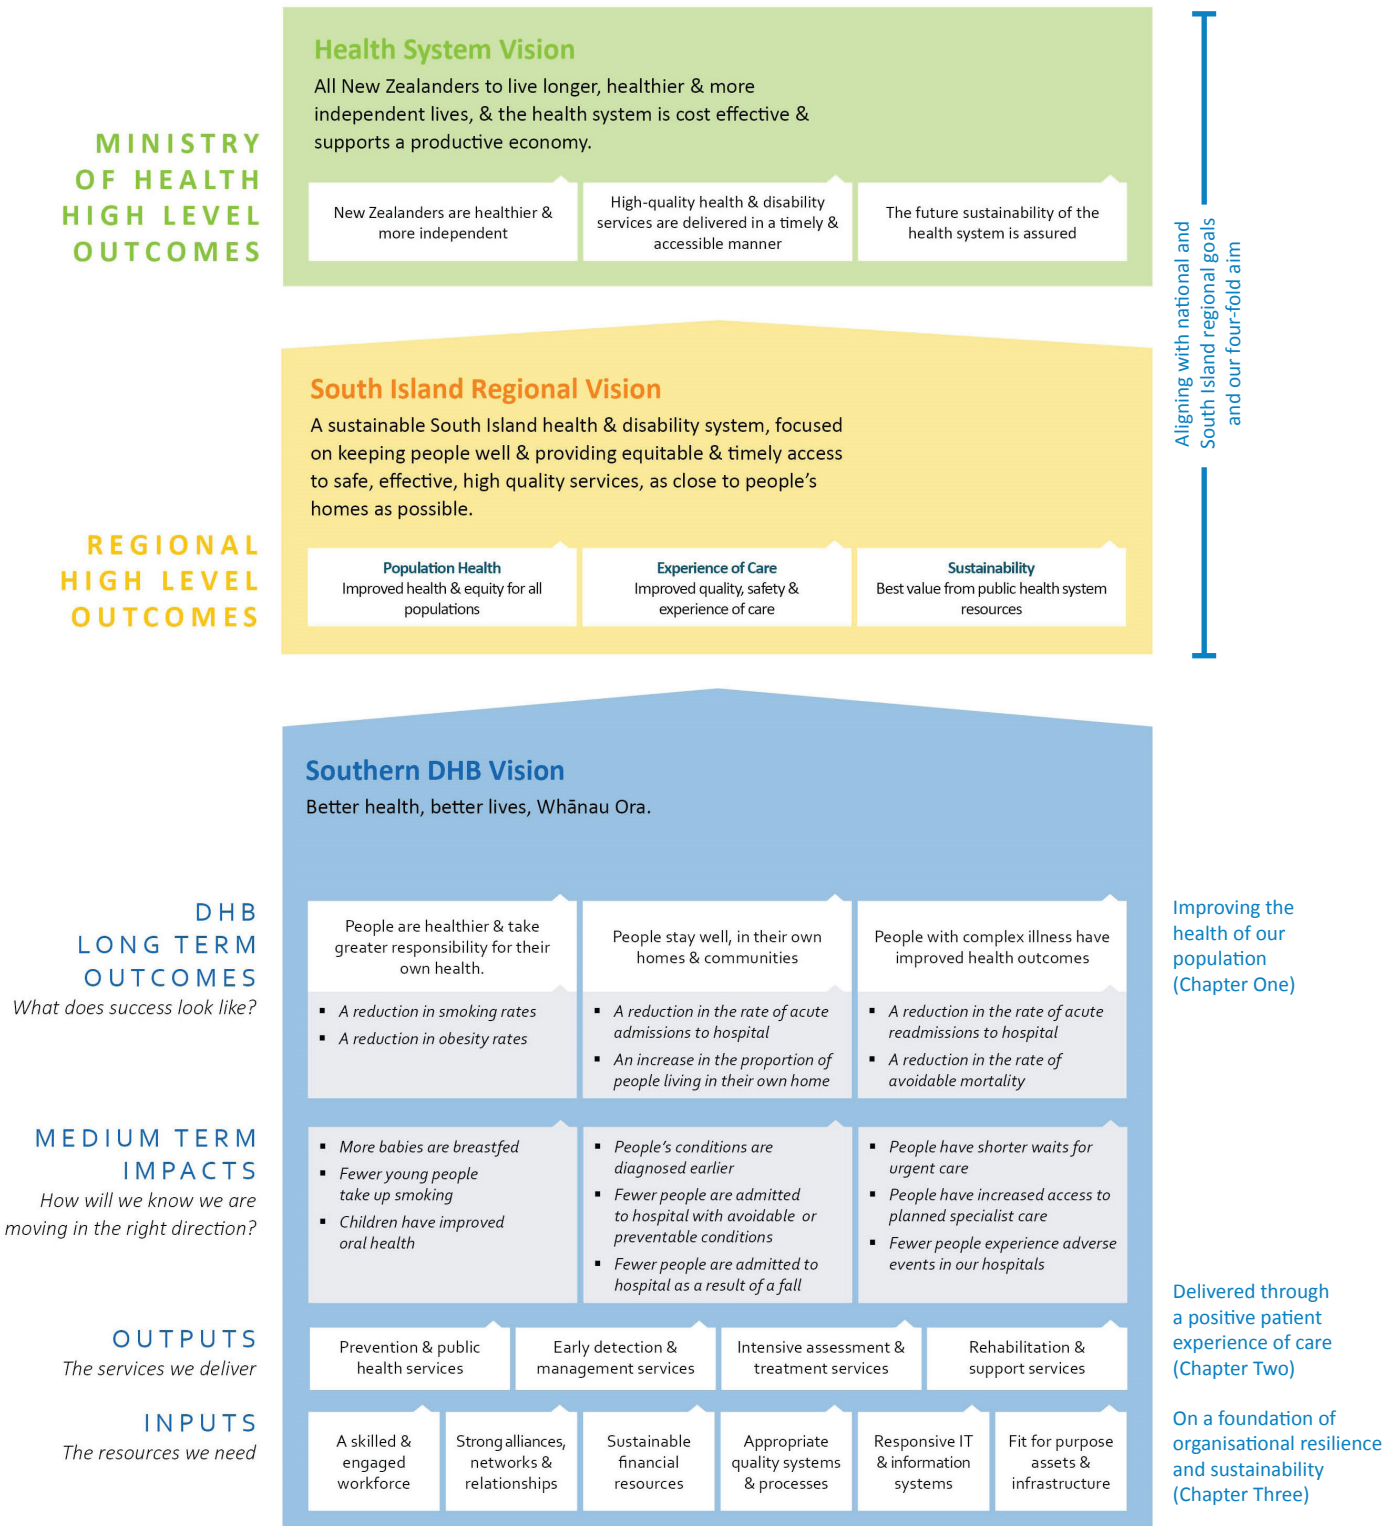 MINISTRY
OF HEALTH
HIGH LEVEL
OUTCOMES
Health System Vision
All New Zealanders to live longer, healthier & more
independent lives, & the health system is cost effective &
supports a productive economy.
New Zealanders are healthier &
more independent
High-quality health & disability
services are delivered in a timely &
accessible manner
The future sustainability of the
health system is assured
Aligning with national and
South Island regional goals
and our four-fold aim
REGIONAL
HIGH LEVEL
OUTCOMES
South Island Regional Vision
A sustainable South Island health & disability system, focused
on keeping people well & providing equitable & timely access
to safe, effective, high quality services, as close to people’s
homes as possible.
Population Health
Improved health & equity for all
populations
Experience of Care
Improved quality, safety &
experience of care
Sustainability
Best value from public health system
resources
Southern DHB Vision
Better health, better lives, Whānau Ora.
DHB
LONG TERM
OUTCOMES
What does success look like?
People are healthier & take
greater responsibility for their
own health.
People stay well, in their own
homes & communities
People with complex illness have
improved health outcomes
▪ A reduction in smoking rates
▪ A reduction in obesity rates
▪ A reduction in the rate of acute
admissions to hospital
▪ An increase in the proportion of
people living in their own home
▪ A reduction in the rate of acute
readmissions to hospital
▪ A reduction in the rate of
avoidable mortality
Improving the
health of our
population
(Chapter One)
MEDIUM TERM
IMPACTS
How will we know we are
moving in the right direction?
▪ More babies are breastfed
▪ Fewer young people
take up smoking
▪ Children have improved
oral health
▪ People’s conditions are
diagnosed earlier
▪ Fewer people are admitted
to hospital with avoidable or
preventable conditions
▪ Fewer people are admitted to
hospital as a result of a fall
▪ People have shorter waits for
urgent care
▪ People have increased access to
planned specialist care
▪ Fewer people experience adverse
events in our hospitals
OUTPUTS
The services we deliver
Prevention & public
health services
Early detection &
management services
Intensive assessment &
treatment services
Rehabilitation &
support services
Delivered through
a positive patient
experience of care
(Chapter Two)
INPUTS
The resources we need
A skilled &
engaged
workforce
Strong alliances,
networks &
relationships
Sustainable
financial
resources
Appropriate
quality systems
& processes
Responsive IT
& information
systems
Fit for purpose
assets &
infrastructure
On a foundation of
organisational resilience
and sustainability
(Chapter Three)